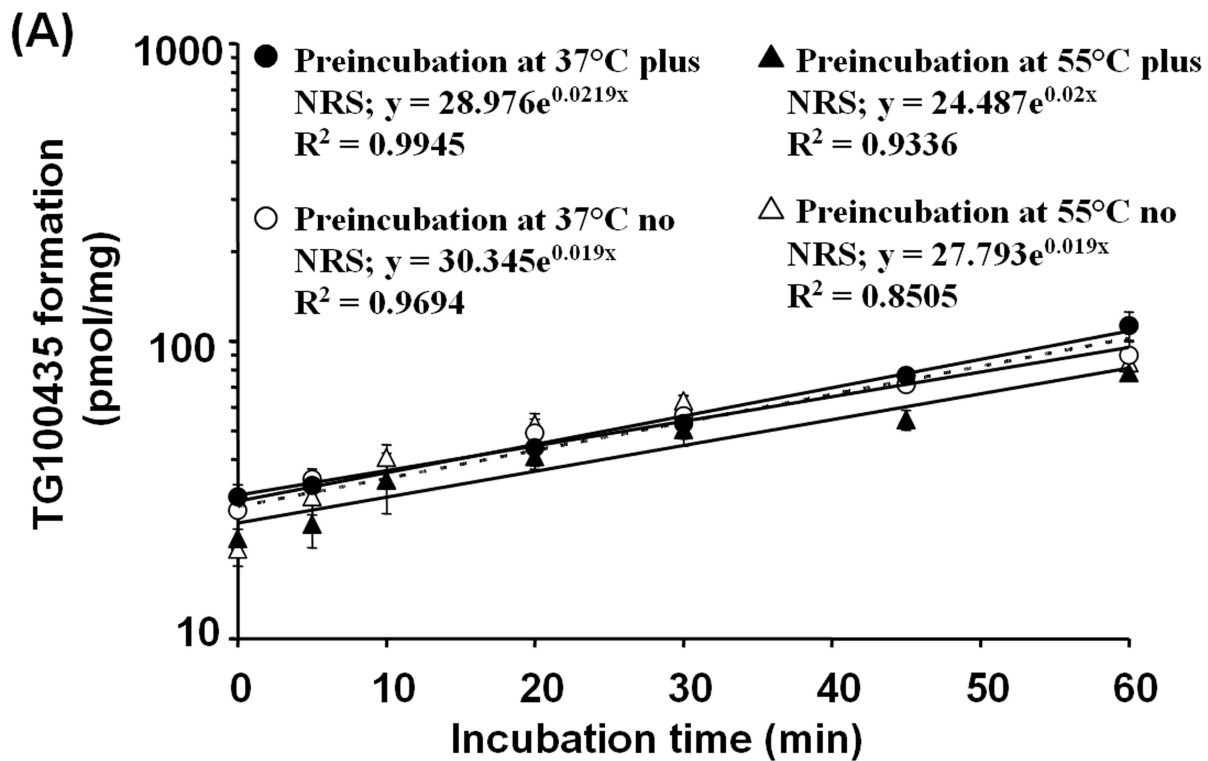 (A)
1000
Preincubation at 37°C plus
NRS; y = 28.976e^0.0219x
R² = 0.9945
Preincubation at 55°C plus
NRS; y = 24.487e^0.02x
R² = 0.9336
Preincubation at 37°C no
NRS; y = 30.345e^0.019x
R² = 0.9694
Preincubation at 55°C no
NRS; y = 27.793e^0.019x
R² = 0.8505
TG100435 formation
(pmol/mg)
100
10
0 10 20 30 40 50 60
Incubation time (min)